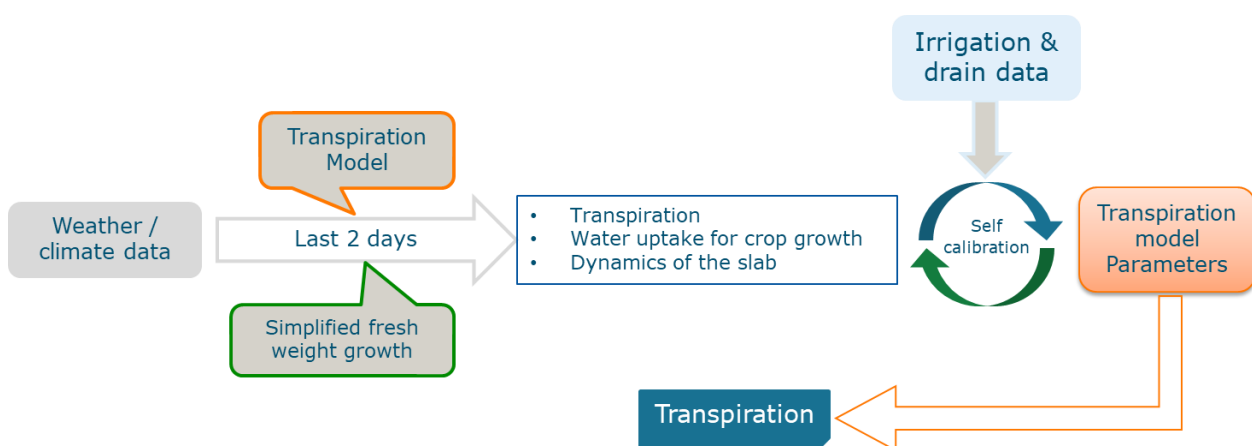 Irrigation &
drain data
Transpiration
Model
Weather /
climate data
Last 2 days
• Transpiration
• Water uptake for crop growth
• Dynamics of the slab
Self
calibration
Transpiration
model
Parameters
Simplified fresh
weight growth
Transpiration